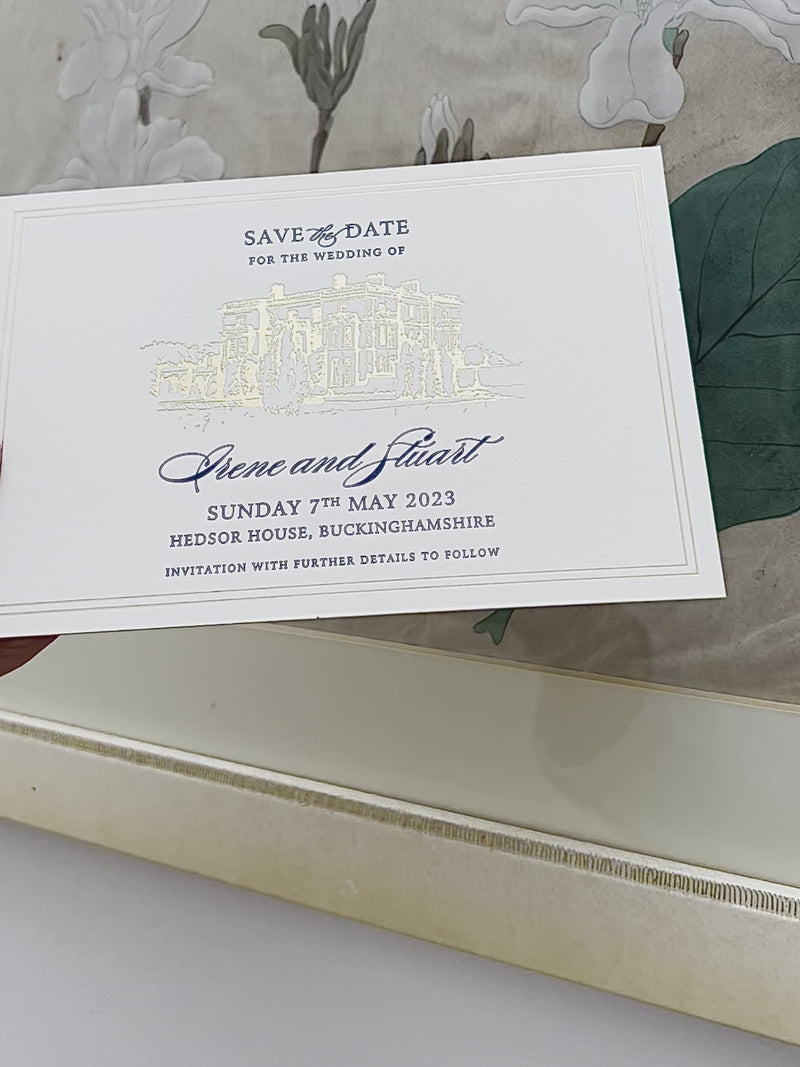 SAVE the DATE
FOR THE WEDDING OF
Irene and Stuart
SUNDAY 7TH MAY 2023
HEDSOR HOUSE, BUCKINGHAMSHIRE
INVITATION WITH FURTHER DETAILS TO FOLLOW